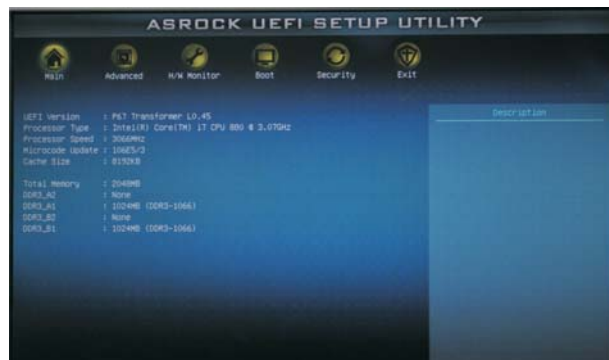 ASROCK UEFI SETUP UTILITY
Main Advanced H/W Monitor Boot Security Exit
Description
UEFI Version : P67 Transformer L0.45
Processor Type : Intel(R) Core(TM) i7 CPU 880 @ 3.07GHz
Processor Speed : 3066MHz
Microcode Update : 106E5/3
Cache Size : 8192KB
Total Memory : 2048MB
DDR3_A2 : None
DDR3_A1 : 1024MB (DDR3-1066)
DDR3_B2 : None
DDR3_B1 : 1024MB (DDR3-1066)